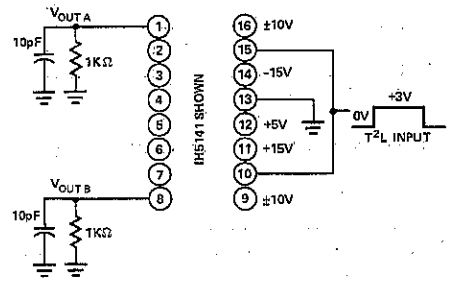 VOUT A
10pF
1KΩ
1
2
3
4
5
6
7
8
IH5141 SHOWN
16 ±10V
15
14 -15V
13
12 +5V
11 +15V
10
9 ±10V
+3V
0V
T²L INPUT
VOUT B
10pF
1KΩ